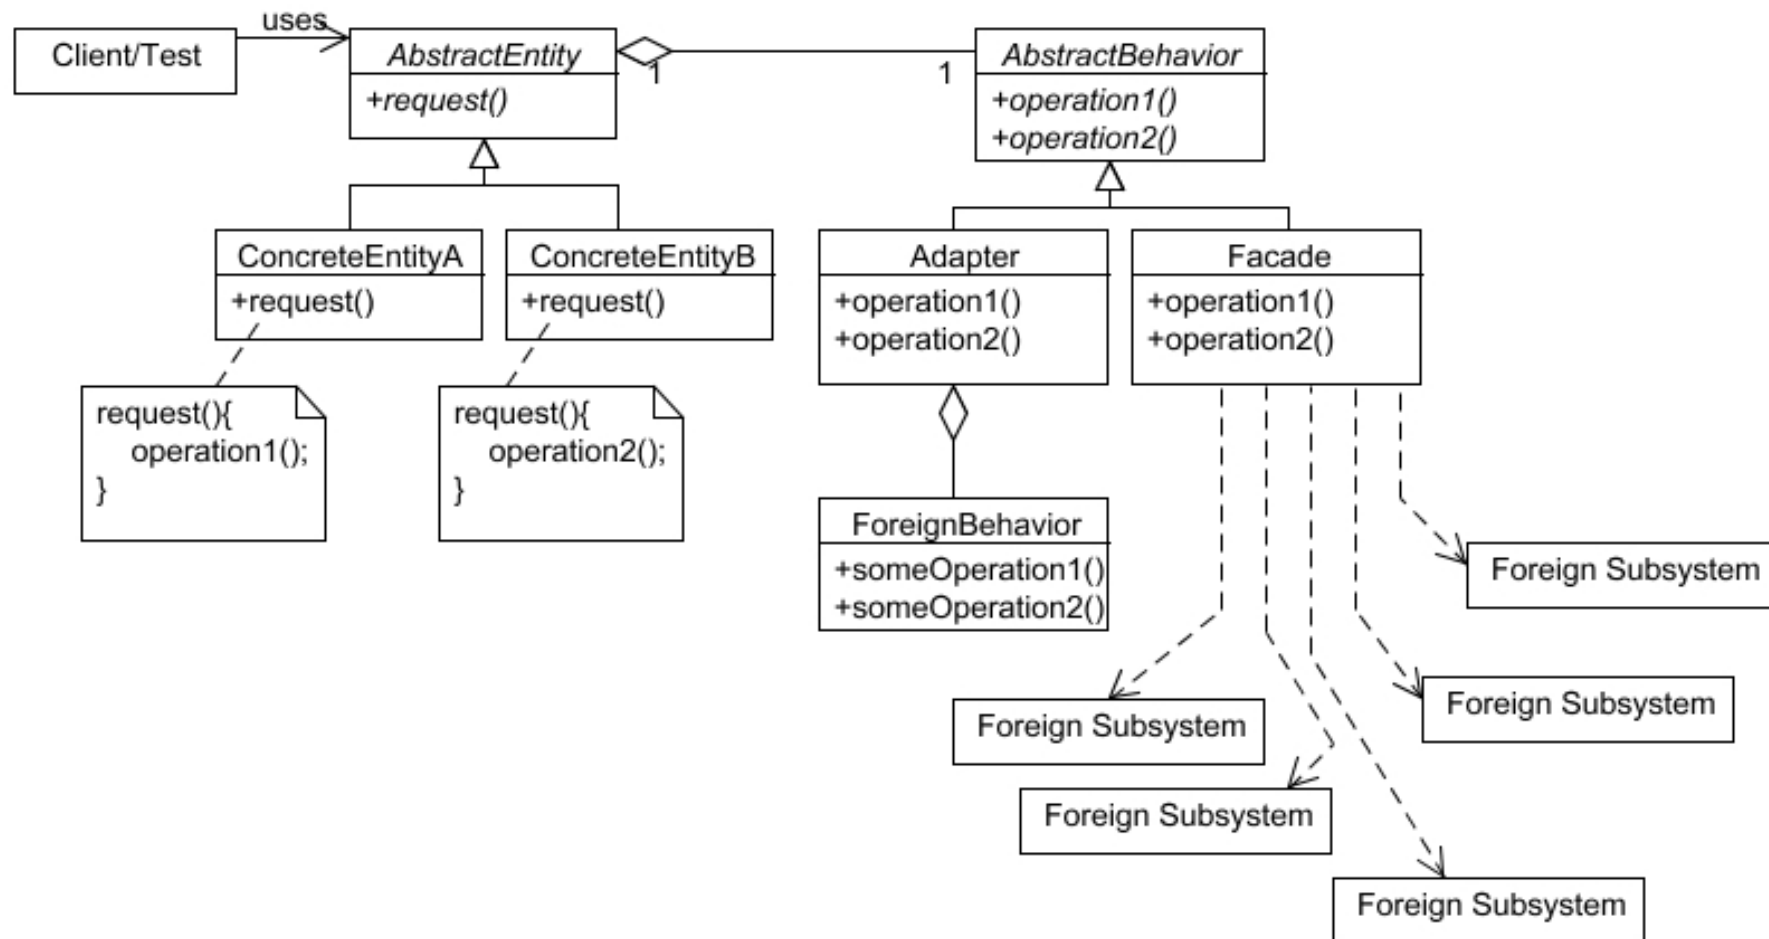 uses
Client/Test
AbstractEntity
+request()
1
1
AbstractBehavior
+operation1()
+operation2()
ConcreteEntityA
+request()
ConcreteEntityB
+request()
Adapter
+operation1()
+operation2()
Facade
+operation1()
+operation2()
request(){
operation1();
}
request(){
operation2();
}
ForeignBehavior
+someOperation1()
+someOperation2()
Foreign Subsystem
Foreign Subsystem
Foreign Subsystem
Foreign Subsystem
Foreign Subsystem